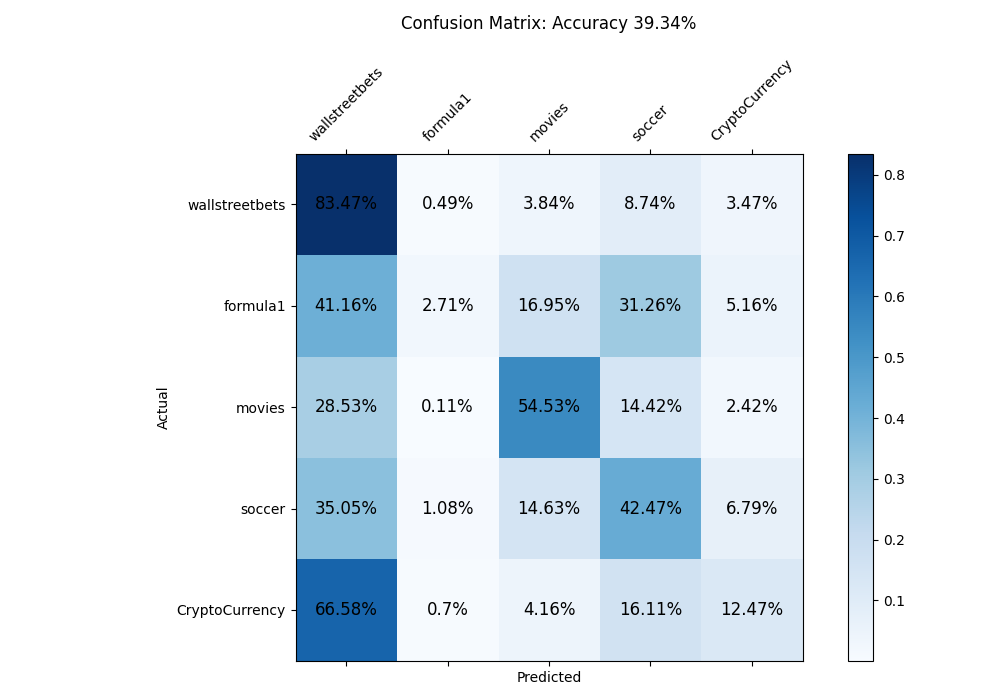 Confusion Matrix: Accuracy 39.34%
wallstreetbets formula1 movies soccer CryptoCurrency
wallstreetbets 83.47% 0.49% 3.84% 8.74% 3.47%
formula1 41.16% 2.71% 16.95% 31.26% 5.16%
movies 28.53% 0.11% 54.53% 14.42% 2.42%
soccer 35.05% 1.08% 14.63% 42.47% 6.79%
CryptoCurrency 66.58% 0.7% 4.16% 16.11% 12.47%
Actual
Predicted
0.8
0.7
0.6
0.5
0.4
0.3
0.2
0.1